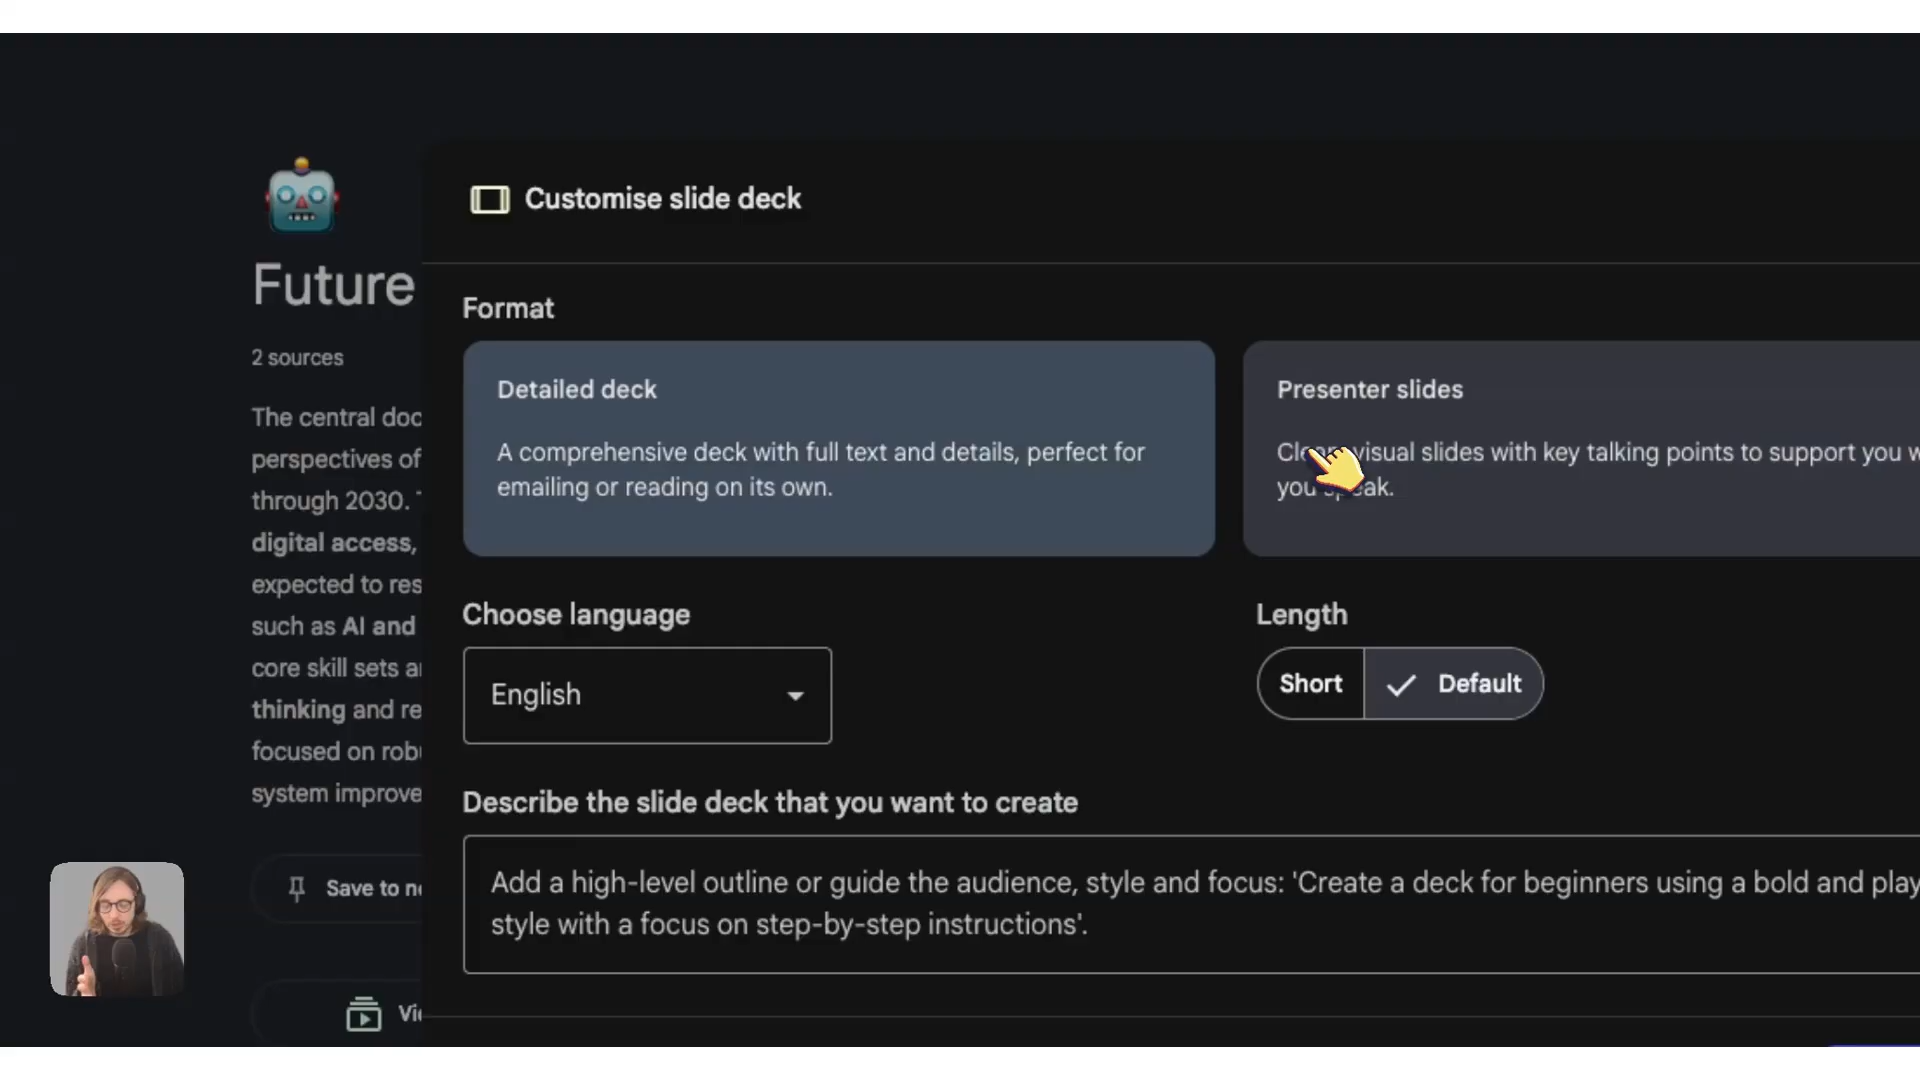 Customise slide deck
Future
2 sources
The central doc
perspectives of
through 2030.
digital access,
expected to res
such as AI and
core skill sets
thinking and re
focused on rob
system improve
Save to
Format
Detailed deck
A comprehensive deck with full text and details, perfect for
emailing or reading on its own.
Presenter slides
visual slides with key talking points to support you w
you
Choose language
English
Length
Short
Default
Describe the slide deck that you want to create
Add a high-level outline or guide the audience, style and focus: 'Create a deck for beginners using a bold and play
style with a focus on step-by-step instructions'.